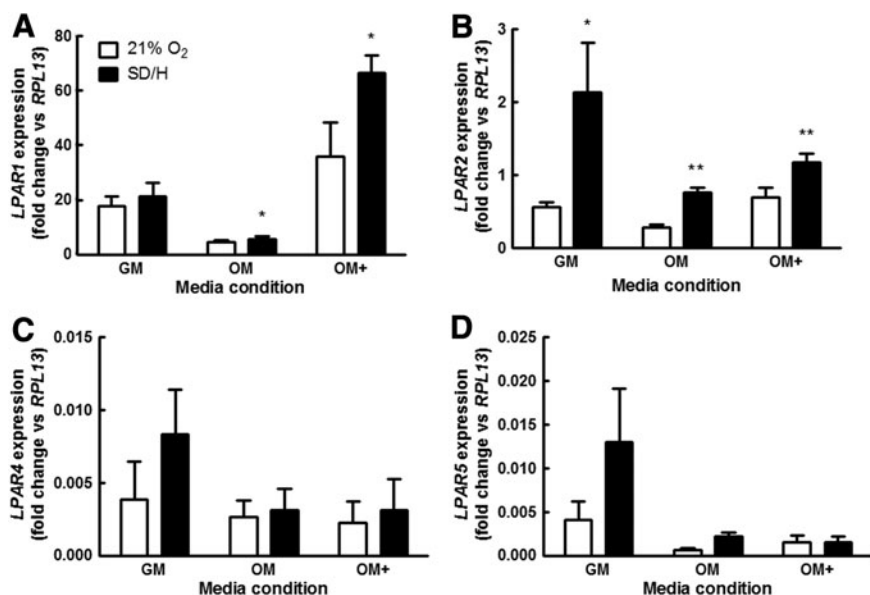 A
LPAR1 expression
(fold change vs RPL13)
80
60
40
20
0
21% O₂
SD/H
*
*
GM
OM
OM+
Media condition
B
LPAR2 expression
(fold change vs RPL13)
3
2
1
0
*
**
**
GM
OM
OM+
Media condition
C
LPAR4 expression
(fold change vs RPL13)
0.015
0.010
0.005
0.000
GM
OM
OM+
Media condition
D
LPAR5 expression
(fold change vs RPL13)
0.025
0.020
0.015
0.010
0.005
0.000
GM
OM
OM+
Media condition